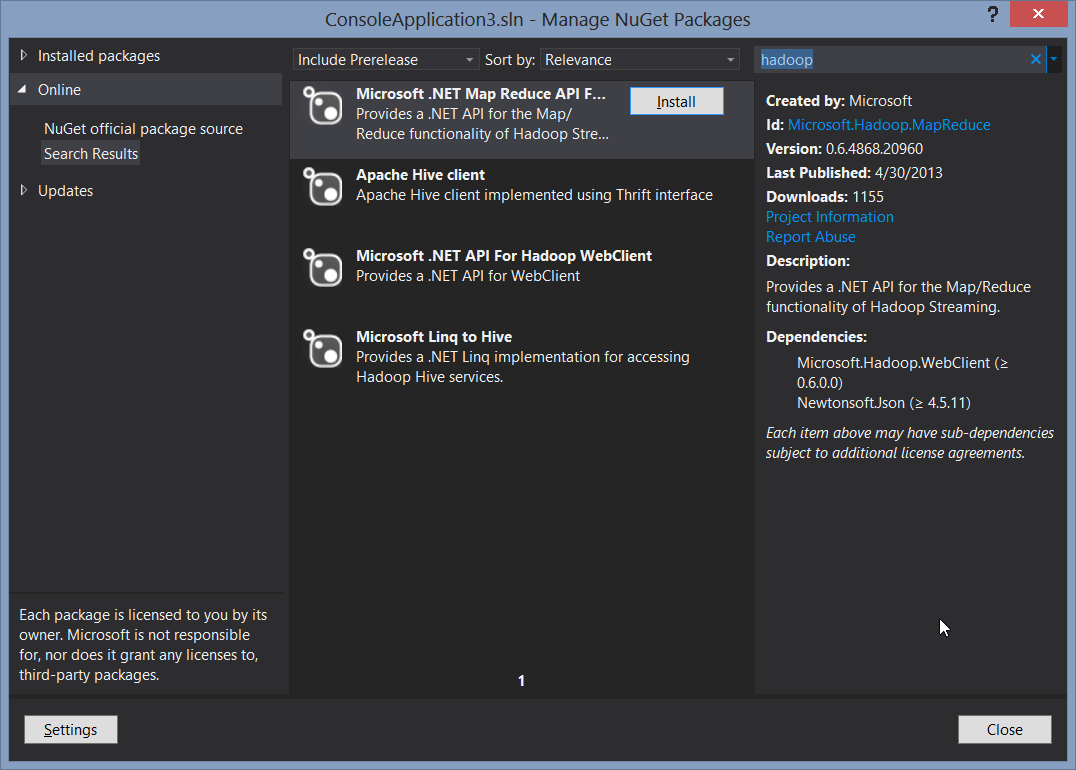 ConsoleApplication3.sln - Manage NuGet Packages
?
Installed packages
Online
NuGet official package source
Search Results
Updates
Each package is licensed to you by its
owner. Microsoft is not responsible
for, nor does it grant any licenses to,
third-party packages.
Settings
Include Prerelease
Sort by:
Relevance
Microsoft .NET Map Reduce API F...
Provides a .NET API for the Map/
Reduce functionality of Hadoop Stre...
Install
Apache Hive client
Apache Hive client implemented using Thrift interface
Microsoft .NET API For Hadoop WebClient
Provides a .NET API for WebClient
Microsoft Linq to Hive
Provides a .NET Linq implementation for accessing
Hadoop Hive services.
1
hadoop
Created by: Microsoft
Id: Microsoft.Hadoop.MapReduce
Version: 0.6.4868.20960
Last Published: 4/30/2013
Downloads: 1155
Project Information
Report Abuse
Description:
Provides a .NET API for the Map/Reduce
functionality of Hadoop Streaming.
Dependencies:
Microsoft.Hadoop.WebClient (≥
0.6.0.0)
Newtonsoft.Json (≥ 4.5.11)
Each item above may have sub-dependencies
subject to additional license agreements.
Close